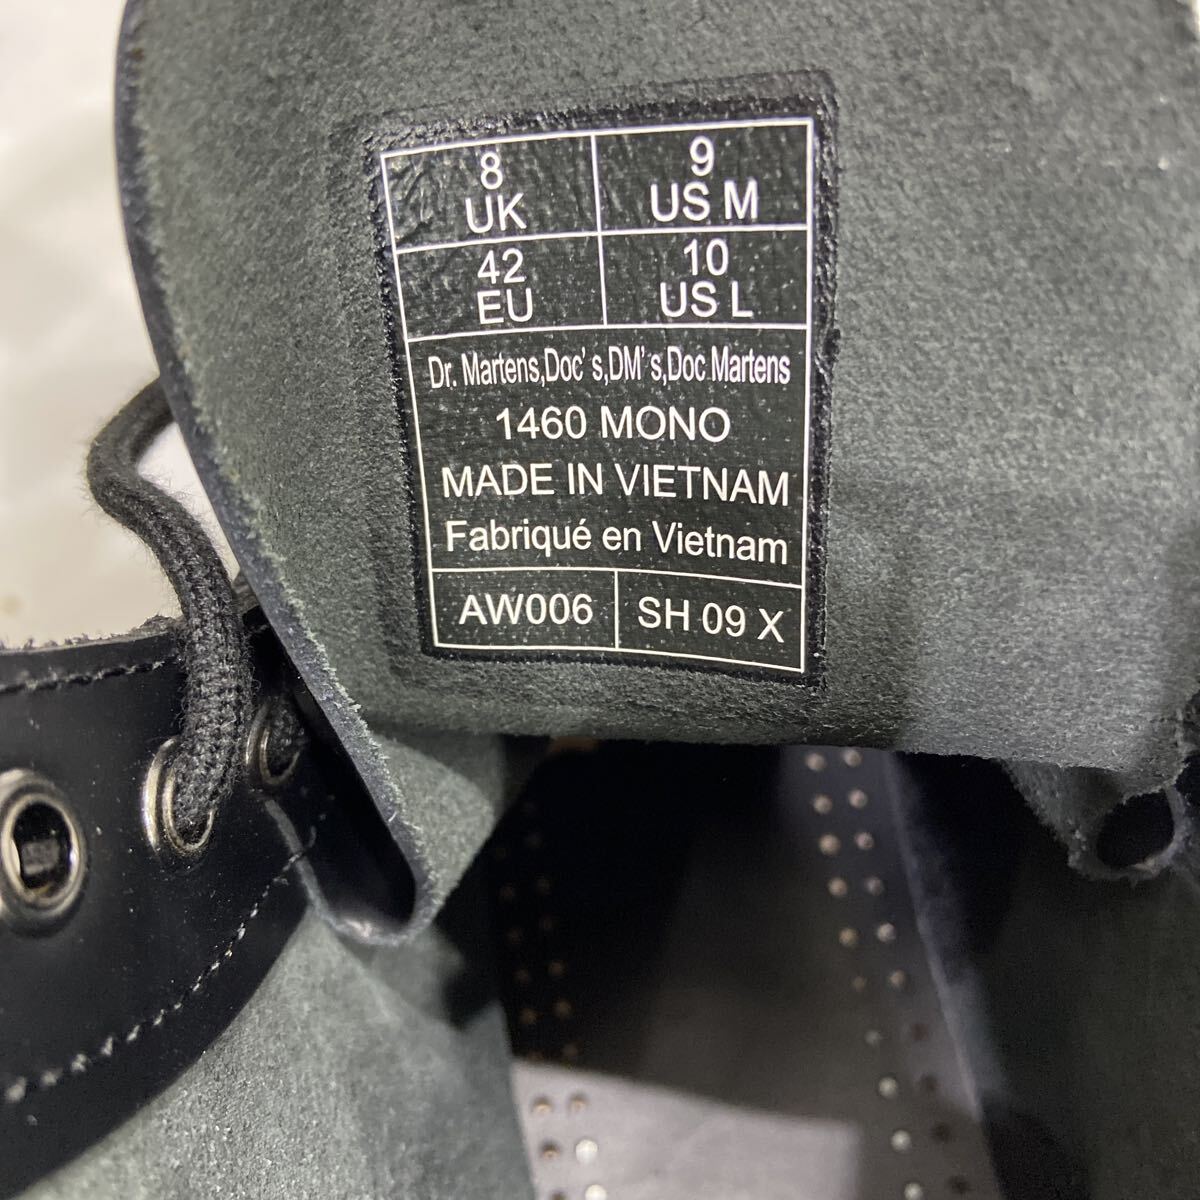 8
UK
9
US M
42
EU
10
US L
Dr. Martens,Doc's,DM's,Doc Martens
1460 MONO
MADE IN VIETNAM
Fabriqué en Vietnam
AW006
SH 09 X